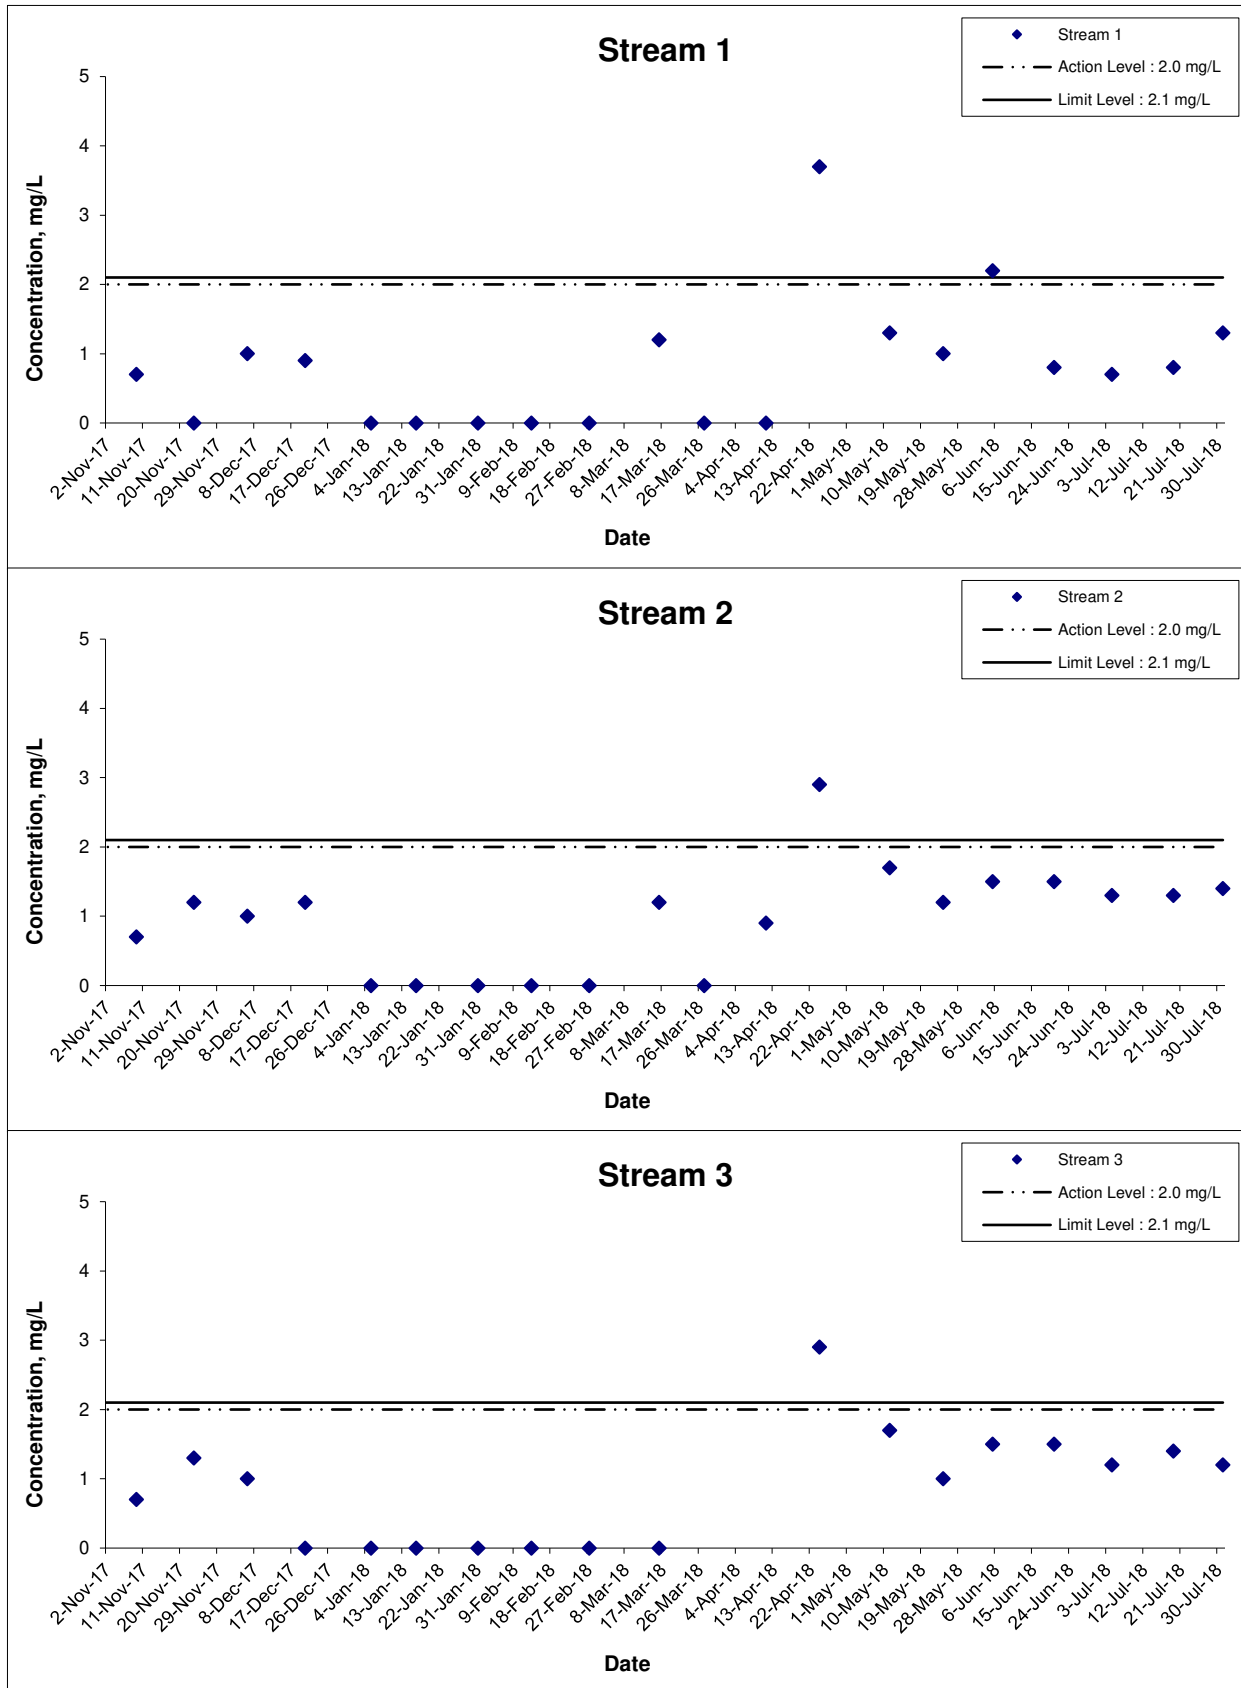 Stream 1
Stream 1
Action Level : 2.0 mg/L
Limit Level : 2.1 mg/L
Concentration, mg/L
5
4
3
2
1
0
2-Nov-17
11-Nov-17
20-Nov-17
29-Nov-17
8-Dec-17
17-Dec-17
26-Dec-17
4-Jan-18
13-Jan-18
22-Jan-18
31-Jan-18
9-Feb-18
18-Feb-18
27-Feb-18
8-Mar-18
17-Mar-18
26-Mar-18
4-Apr-18
13-Apr-18
22-Apr-18
1-May-18
10-May-18
19-May-18
28-May-18
6-Jun-18
15-Jun-18
24-Jun-18
3-Jul-18
12-Jul-18
21-Jul-18
30-Jul-18
Date
Stream 2
Stream 2
Action Level : 2.0 mg/L
Limit Level : 2.1 mg/L
Concentration, mg/L
5
4
3
2
1
0
2-Nov-17
11-Nov-17
20-Nov-17
29-Nov-17
8-Dec-17
17-Dec-17
26-Dec-17
4-Jan-18
13-Jan-18
22-Jan-18
31-Jan-18
9-Feb-18
18-Feb-18
27-Feb-18
8-Mar-18
17-Mar-18
26-Mar-18
4-Apr-18
13-Apr-18
22-Apr-18
1-May-18
10-May-18
19-May-18
28-May-18
6-Jun-18
15-Jun-18
24-Jun-18
3-Jul-18
12-Jul-18
21-Jul-18
30-Jul-18
Date
Stream 3
Stream 3
Action Level : 2.0 mg/L
Limit Level : 2.1 mg/L
Concentration, mg/L
5
4
3
2
1
0
2-Nov-17
11-Nov-17
20-Nov-17
29-Nov-17
8-Dec-17
17-Dec-17
26-Dec-17
4-Jan-18
13-Jan-18
22-Jan-18
31-Jan-18
9-Feb-18
18-Feb-18
27-Feb-18
8-Mar-18
17-Mar-18
26-Mar-18
4-Apr-18
13-Apr-18
22-Apr-18
1-May-18
10-May-18
19-May-18
28-May-18
6-Jun-18
15-Jun-18
24-Jun-18
3-Jul-18
12-Jul-18
21-Jul-18
30-Jul-18
Date